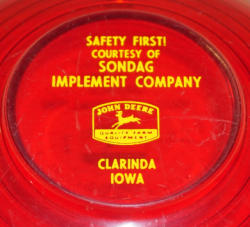 SAFETY FIRST!
COURTESY OF
SONDAG
IMPLEMENT COMPANY
JOHN DEERE
QUALITY FARM
EQUIPMENT
CLARINDA
IOWA